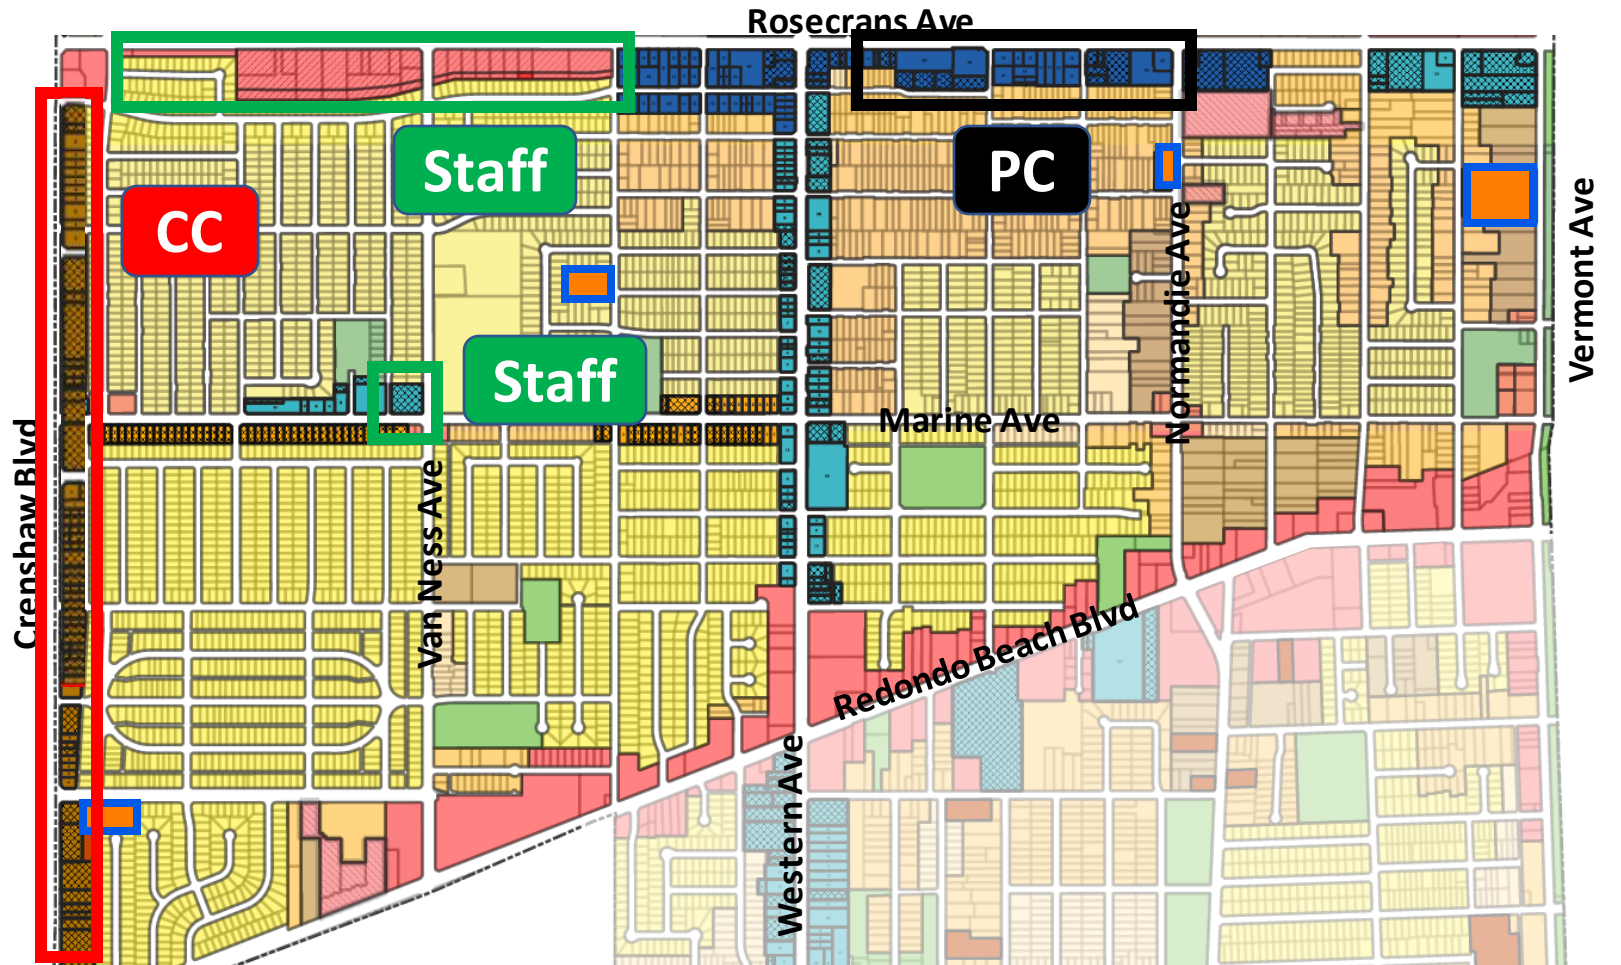 Rosecrans Ave
Staff
PC
CC
Vermont Ave
Normandie Ave
Staff
Marine Ave
Crenshaw Blvd
Van Ness Ave
Redondo Beach Blvd
Western Ave